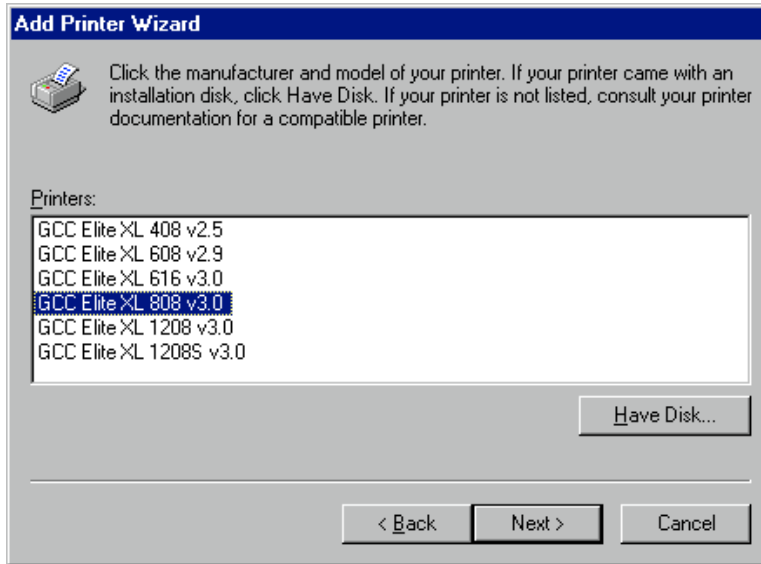 Add Printer Wizard
Click the manufacturer and model of your printer. If your printer came with an
installation disk, click Have Disk. If your printer is not listed, consult your printer
documentation for a compatible printer.
Printers:
GCC Elite XL 408 v2.5
GCC Elite XL 608 v2.9
GCC Elite XL 616 v3.0
GCC Elite XL 808 v3.0
GCC Elite XL 1208 v3.0
GCC Elite XL 1208S v3.0
Have Disk...
< Back Next > Cancel